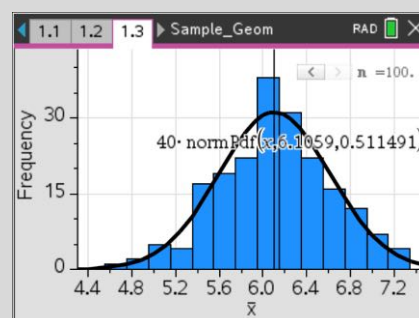 1.1 1.2 1.3 Sample_Geom RAD
n =100.
40· normPdf(x,6.1059,0.511491)
Frequency
30
15
0
4.4 4.8 5.2 5.6 6.0 6.4 6.8 7.2
x̄